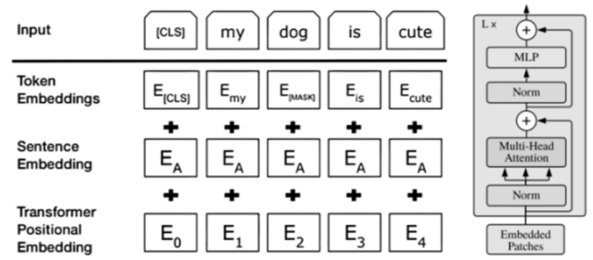 Input [CLS] my dog is cute
Token Embeddings E[CLS] Emy E[MASK] Eis Ecute
+ + + + +
Sentence Embedding EA EA EA EA EA
+ + + + +
Transformer Positional Embedding E0 E1 E2 E3 E4
L x
+
MLP
Norm
+
Multi-Head
Attention
Norm
Embedded
Patches